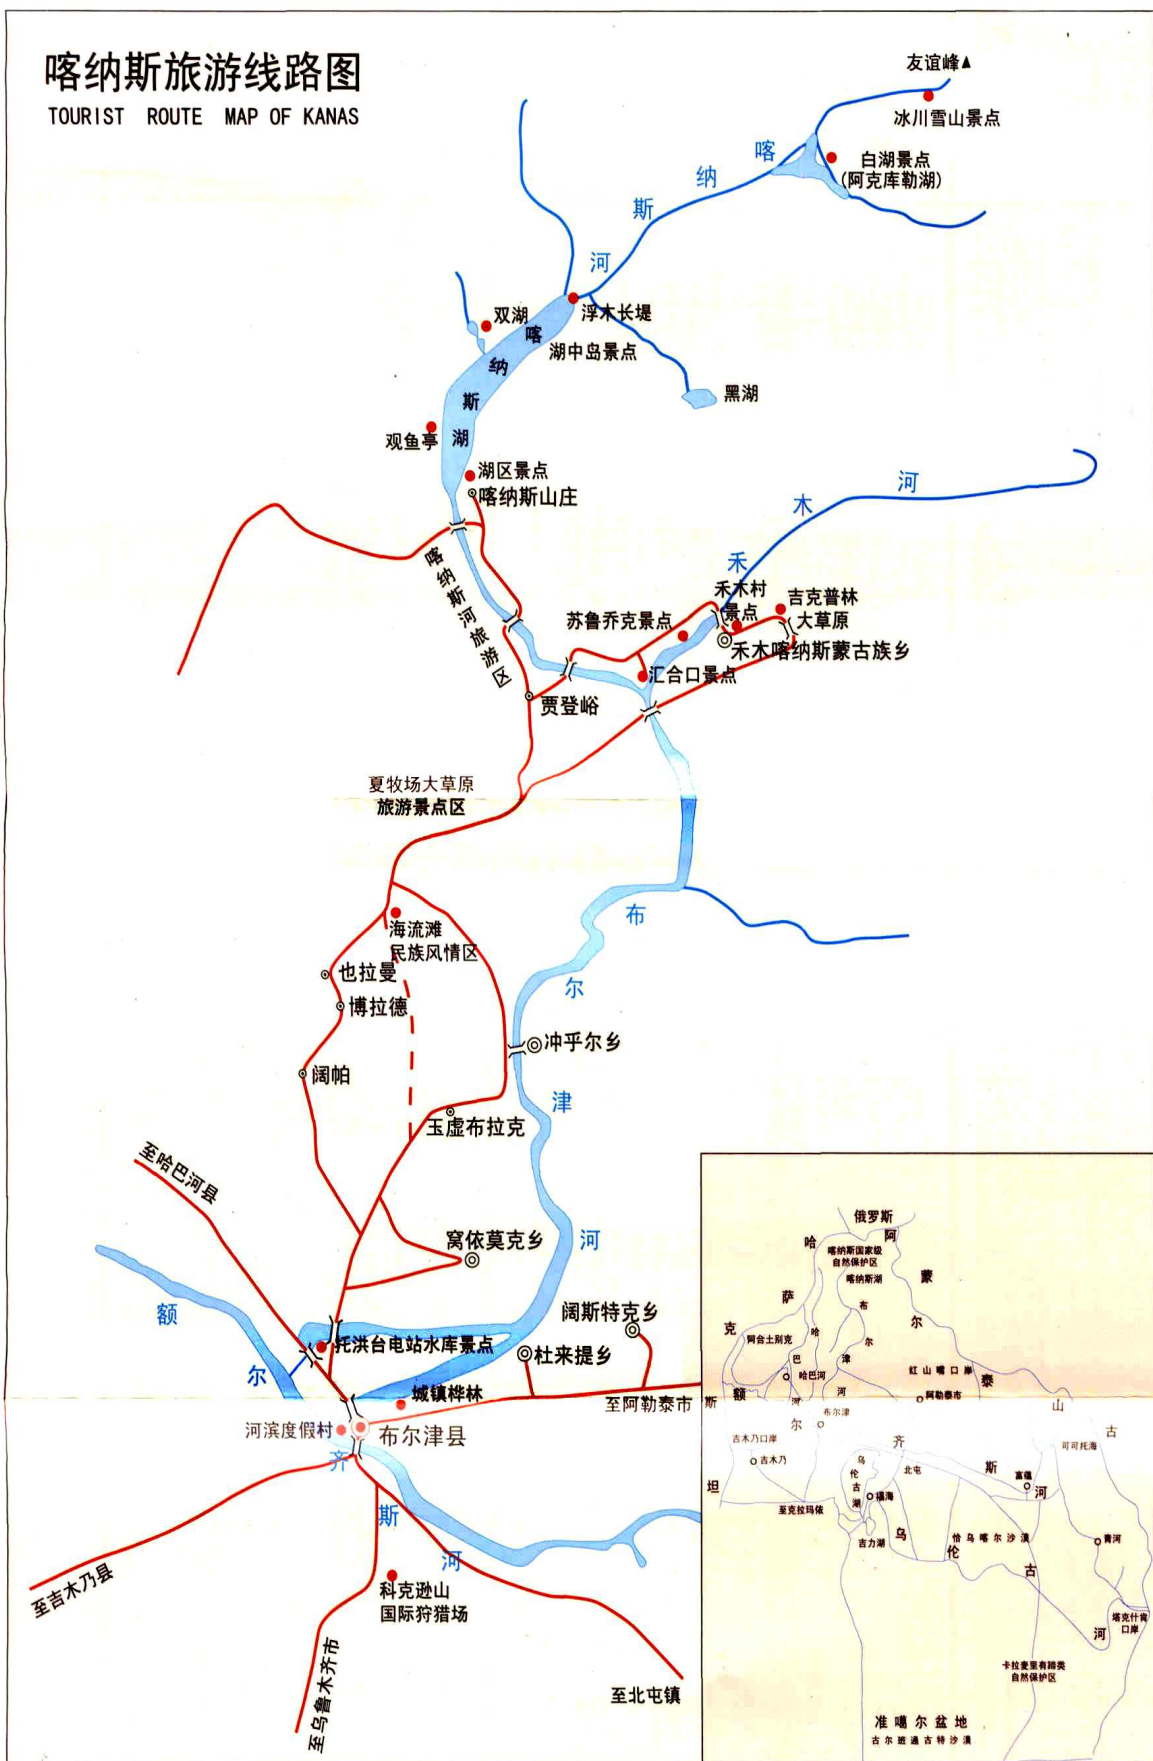 喀纳斯旅游线路图
TOURIST ROUTE MAP OF KANAS
友谊峰
冰川雪山景点
白湖景点
(阿克库勒湖)
喀
纳
斯
河
双湖
浮木长堤
湖中岛景点
黑湖
喀
纳
斯
湖
观鱼亭
湖区景点
喀纳斯山庄
喀纳斯河旅游区
河
木
禾
禾木村
景点
吉克普林
大草原
苏鲁乔克景点
禾木喀纳斯蒙古族乡
汇合口景点
贾登峪
夏牧场大草原
旅游景点区
海流滩
民族风情区
也拉曼
博拉德
阔帕
布
尔
津
河
冲乎尔乡
玉虚布拉克
至哈巴河县
窝依莫克乡
阔斯特克乡
杜来提乡
托洪台电站水库景点
额
尔
齐
斯
河
城镇桦林
至阿勒泰市
河滨度假村
布尔津县
至吉木乃县
科克逊山
国际狩猎场
至乌鲁木齐市
至北屯镇
俄罗斯
哈
萨
克
斯
坦
阿
尔
泰
山
蒙
古
喀纳斯国家级
自然保护区
喀纳斯湖
阿合土别克
哈
巴
河
哈巴河
布
尔
津
河
红山嘴口岸
阿勒泰市
额
尔
齐
斯
河
布尔津
吉木乃口岸
吉木乃
可可托海
北屯
富蕴
乌
伦
古
湖
福海
至克拉玛依
吉力湖
乌
伦
古
河
恰乌喀尔沙漠
青河
塔克什肯
口岸
卡拉麦里有蹄类
自然保护区
准噶尔盆地
古尔班通古特沙漠